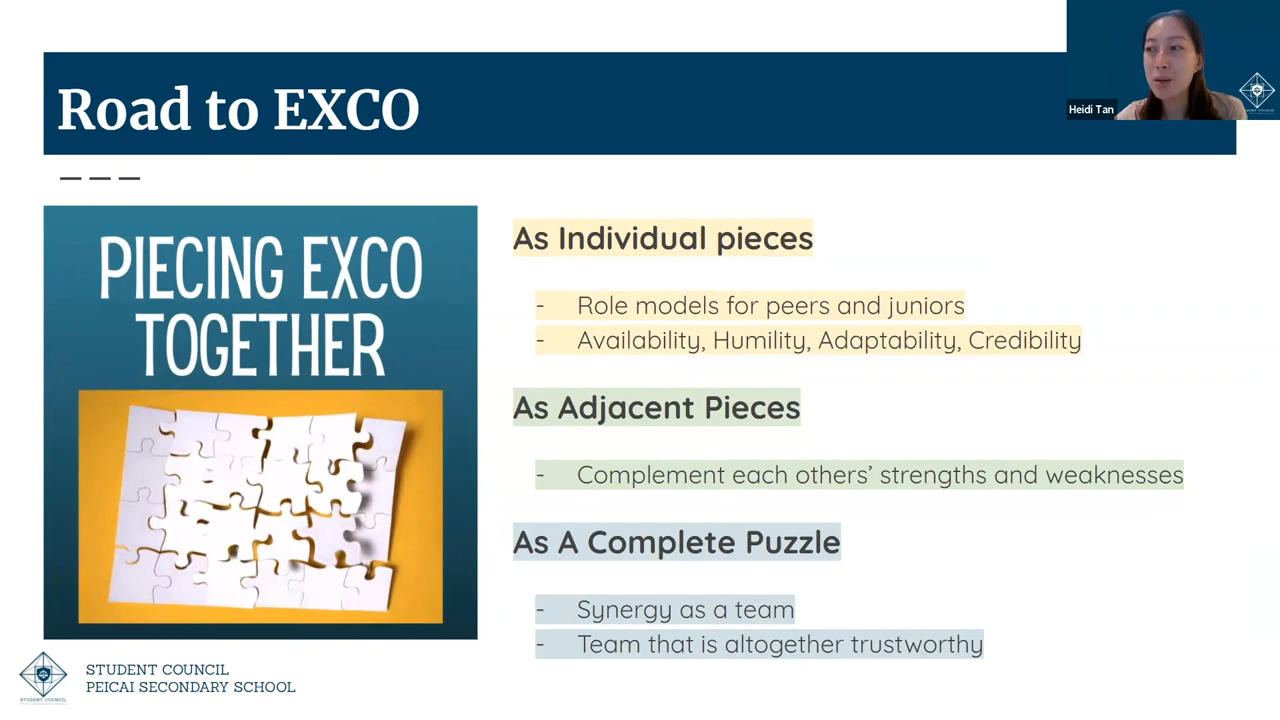 Road to EXCO
Heidi Tan
PIECING EXCO
TOGETHER
As Individual pieces
- Role models for peers and juniors
- Availability, Humility, Adaptability, Credibility
As Adjacent Pieces
- Complement each others’ strengths and weaknesses
As A Complete Puzzle
- Synergy as a team
- Team that is altogether trustworthy
STUDENT COUNCIL
STUDENT COUNCIL
PEICAI SECONDARY SCHOOL